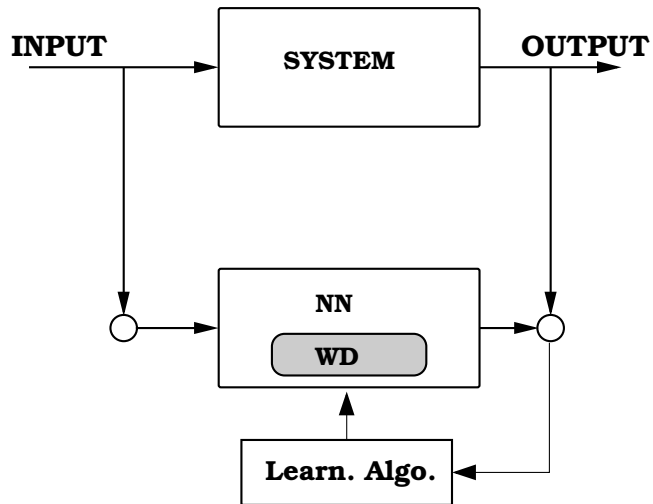 INPUT
SYSTEM
OUTPUT
NN
WD
Learn. Algo.